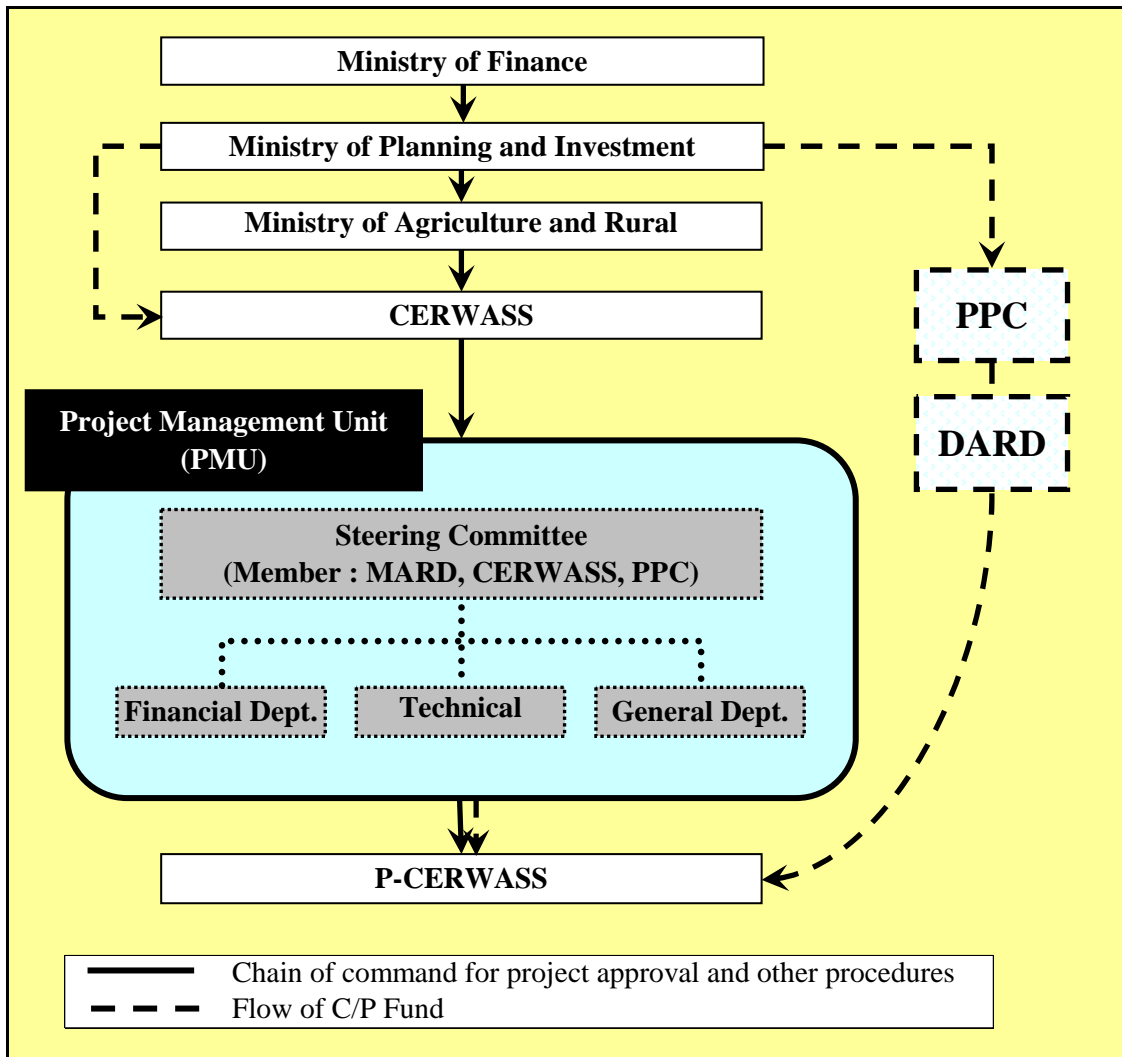 Ministry of Finance
Ministry of Planning and Investment
Ministry of Agriculture and Rural
CERWASS
PPC
DARD
Project Management Unit
(PMU)
Steering Committee
(Member : MARD, CERWASS, PPC)
Financial Dept.
Technical
General Dept.
P-CERWASS
Chain of command for project approval and other procedures
Flow of C/P Fund